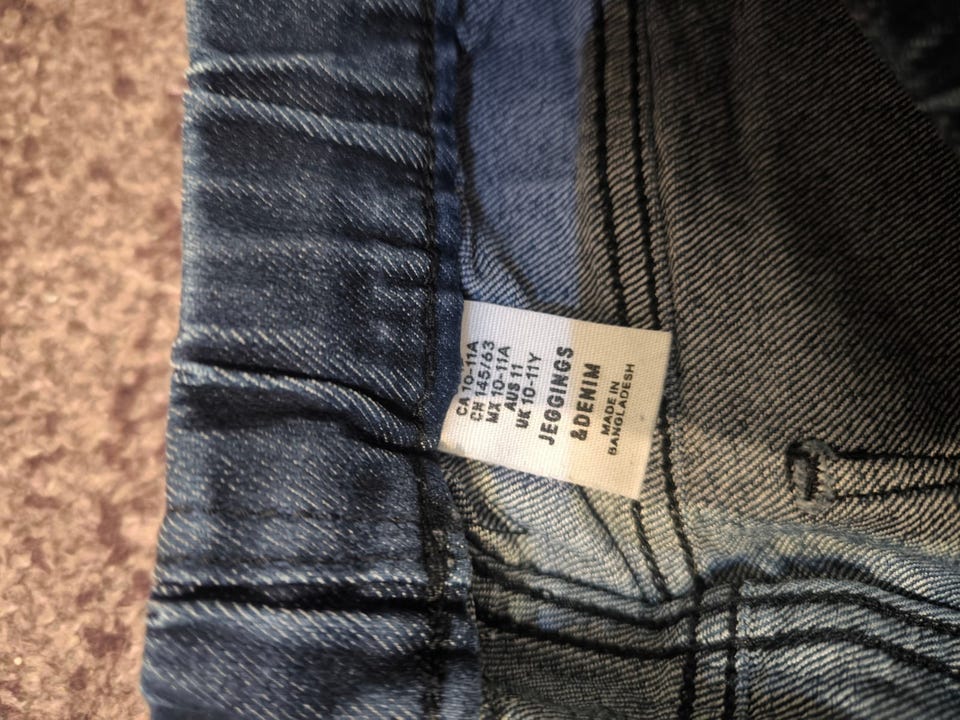 CA 10-11A
CN 145/63
MX 10-11A
AUS 11
UK 10-11Y
JEGGINGS
&DENIM
MADE IN
BANGLADESH